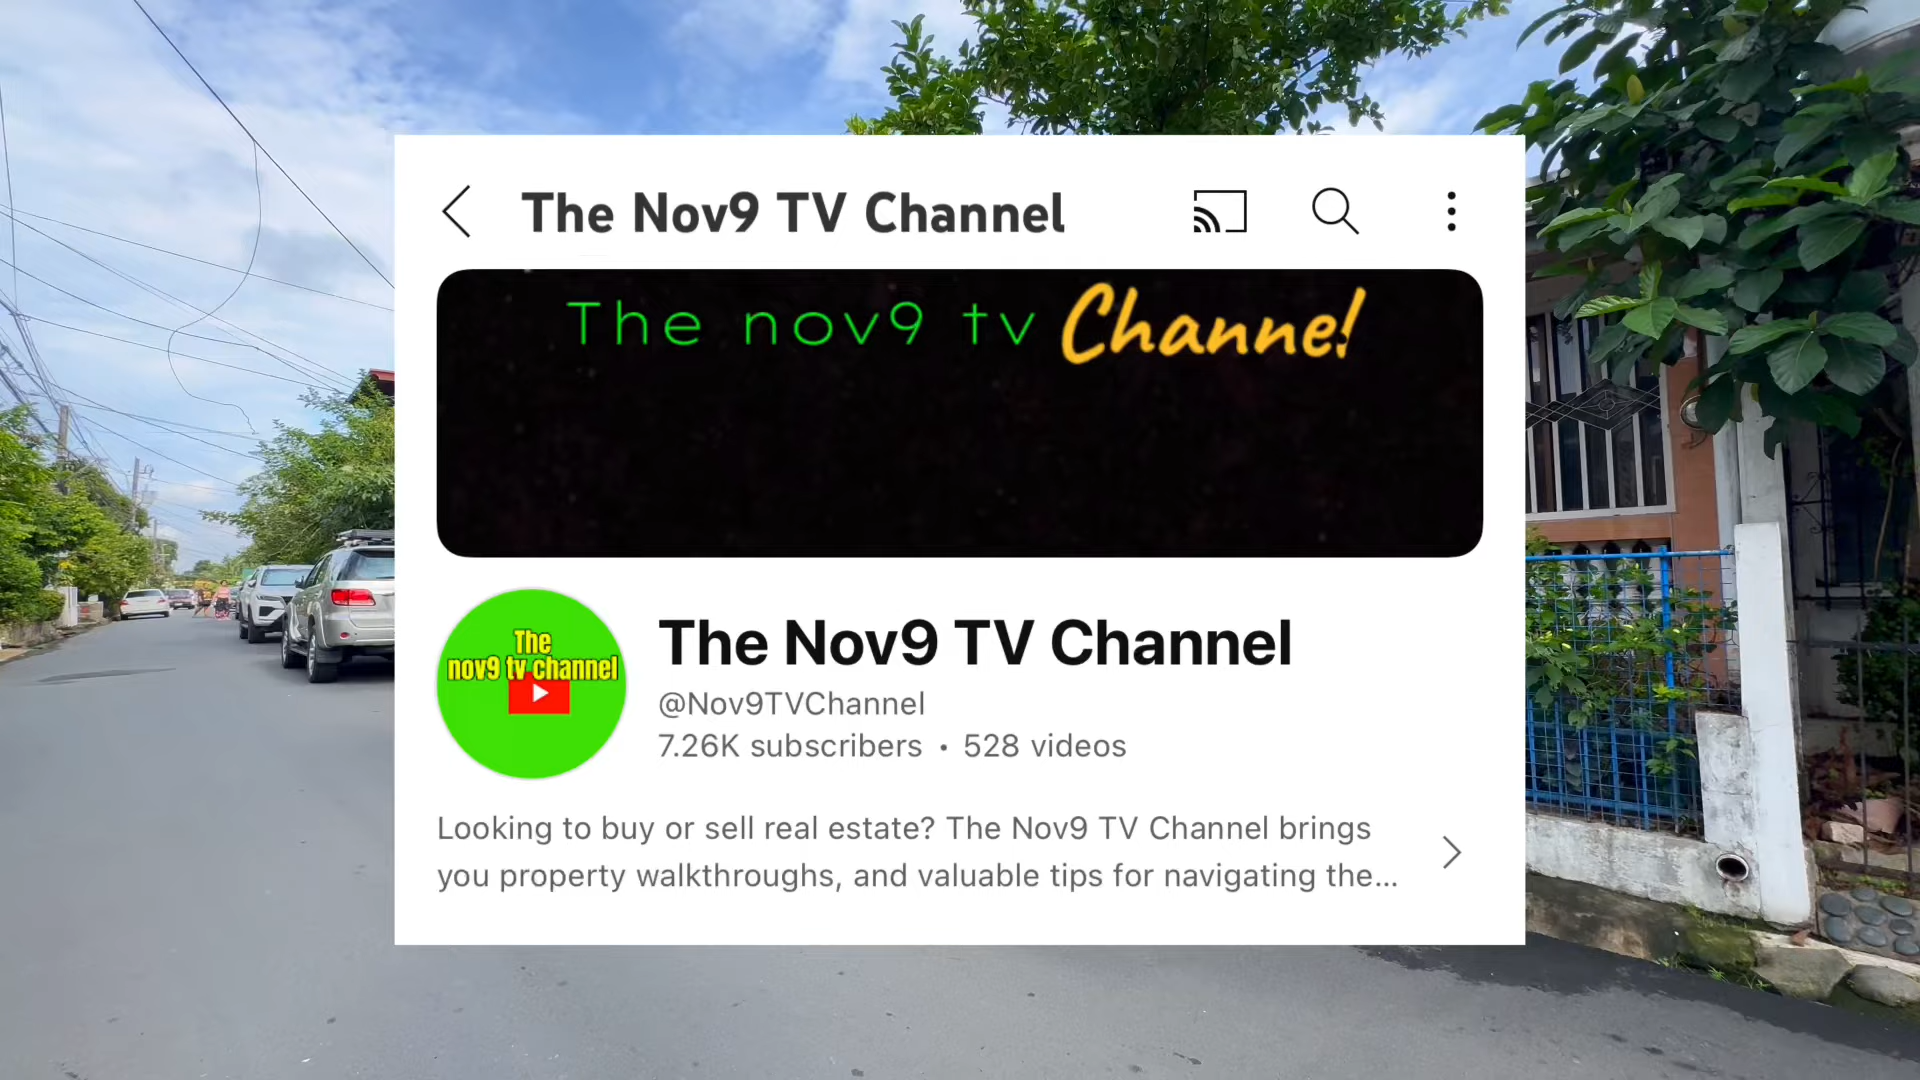 The Nov9 TV Channel
The nov9 tv Channel
The Nov9 TV Channel
The
nov9 tv channel
@Nov9TVChannel
7.26K subscribers • 528 videos
Looking to buy or sell real estate? The Nov9 TV Channel brings
you property walkthroughs, and valuable tips for navigating the...